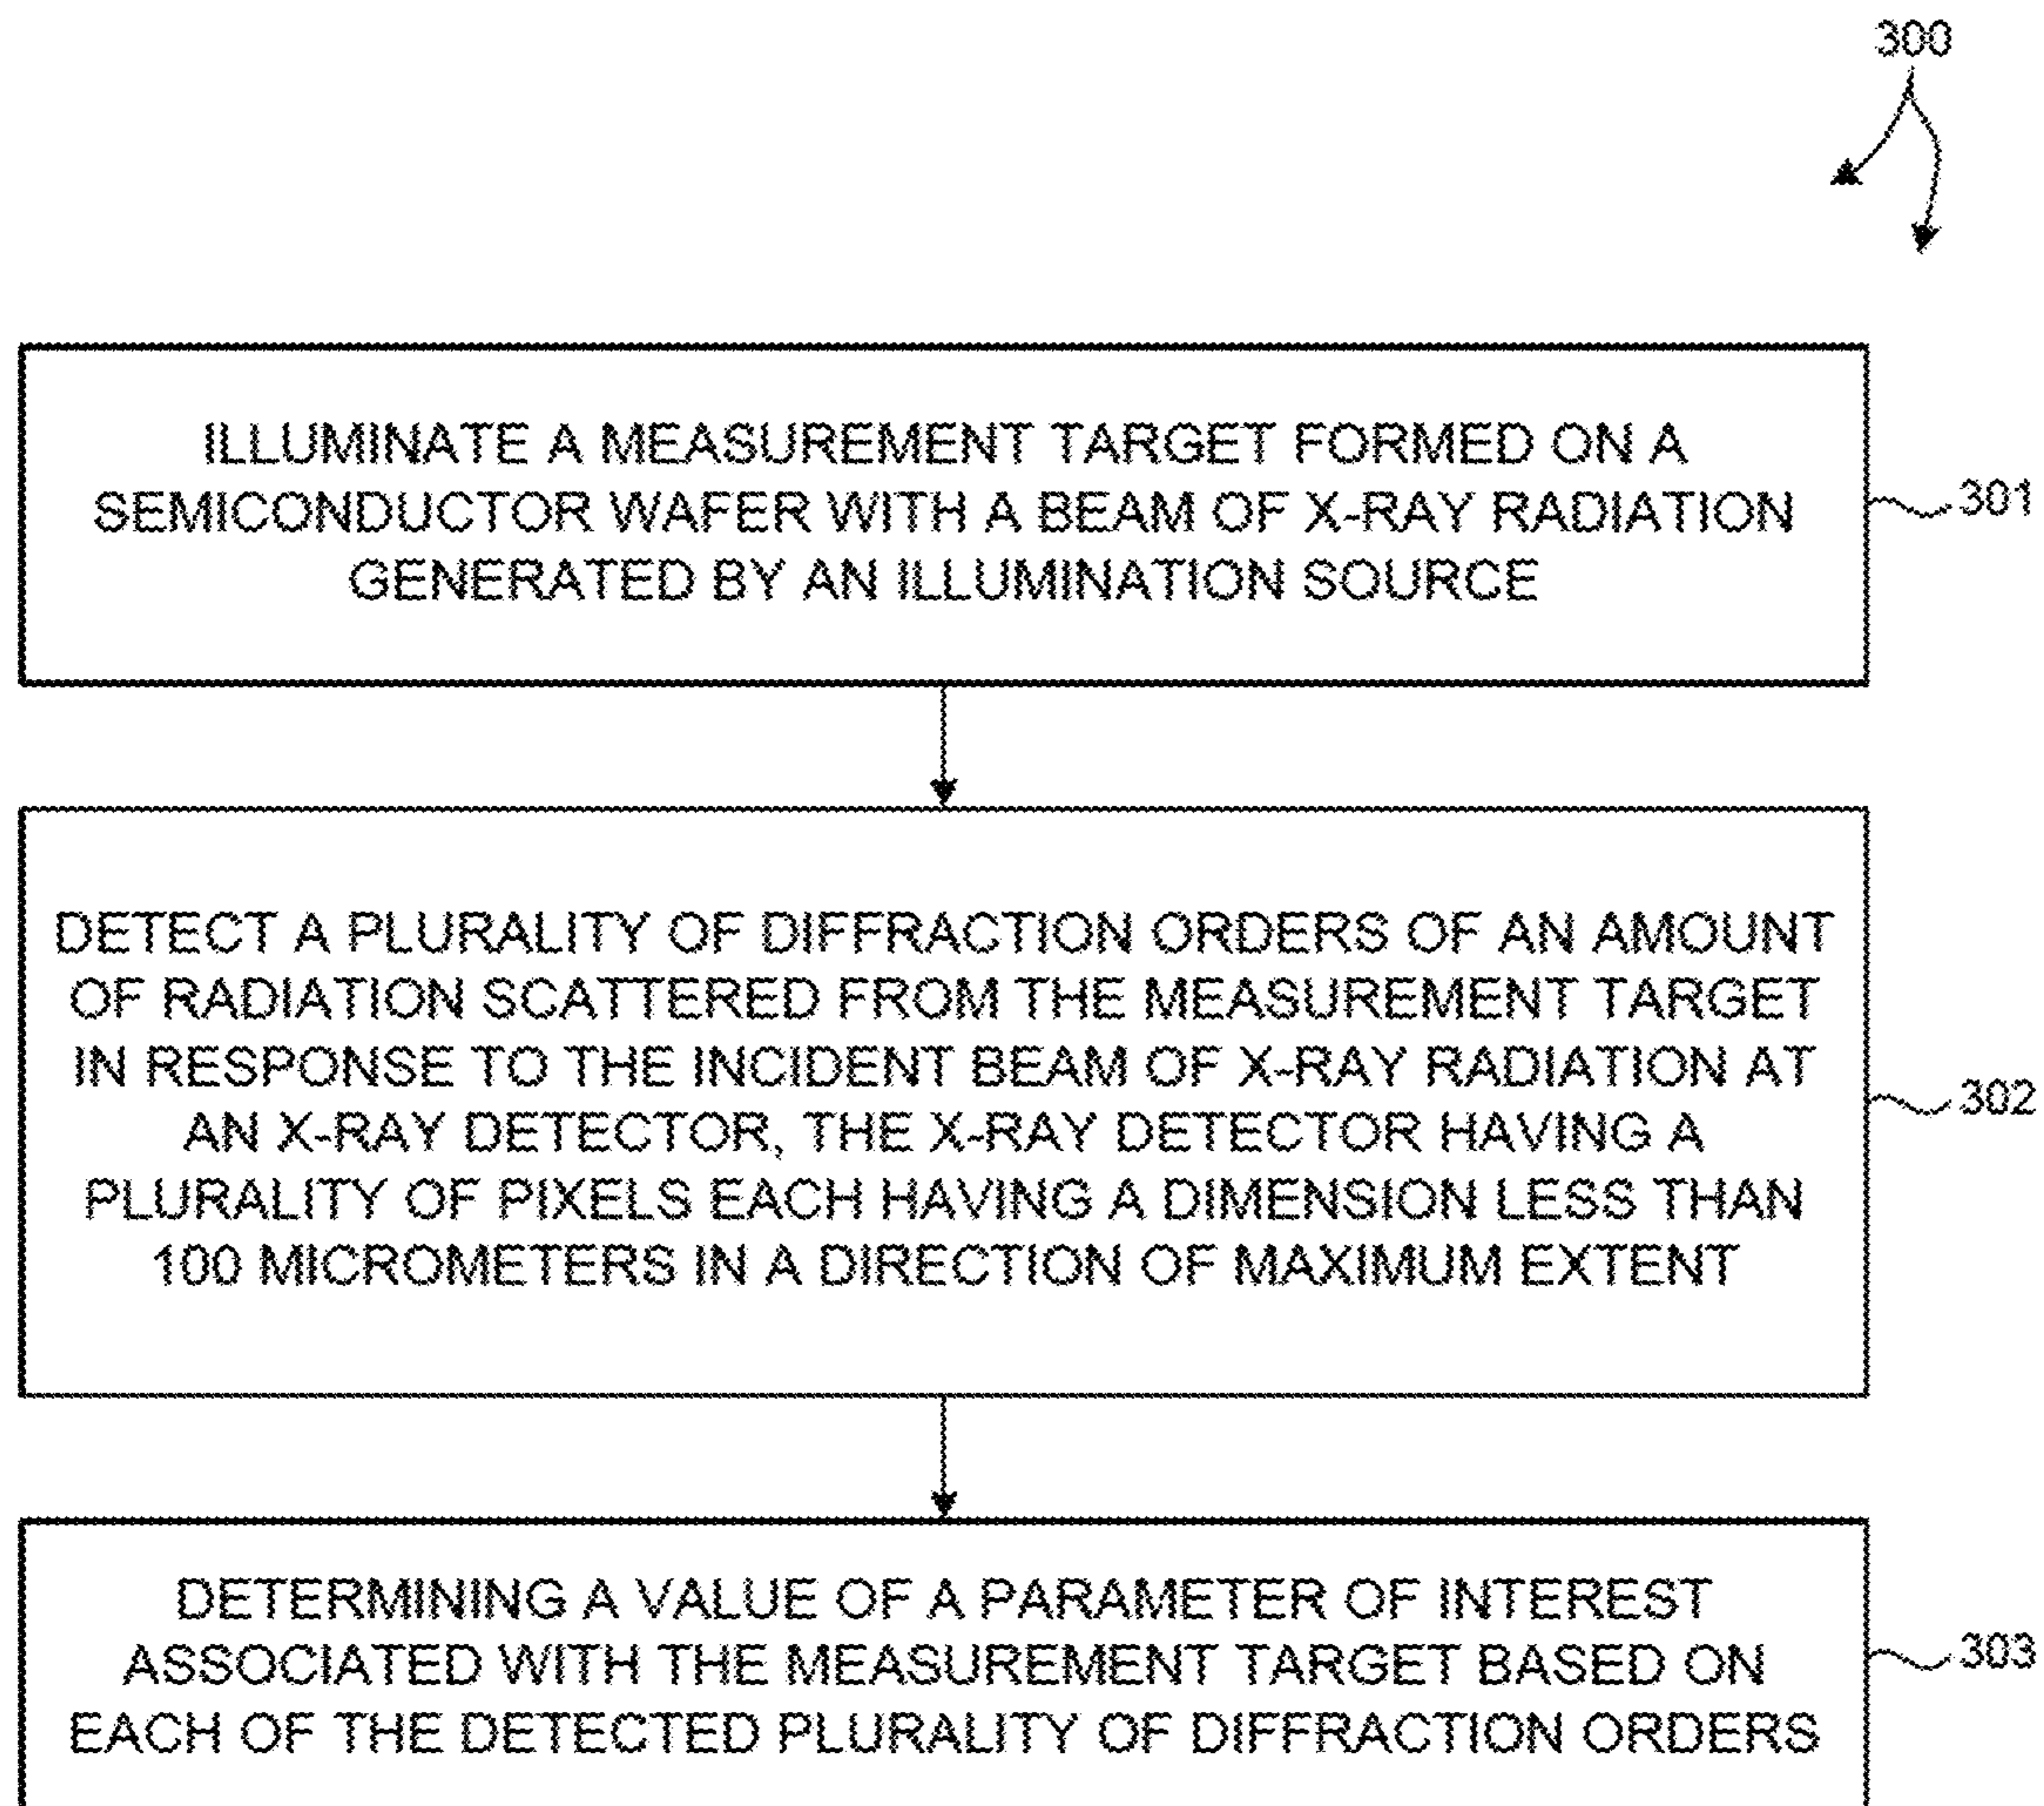 300
ILLUMINATE A MEASUREMENT TARGET FORMED ON A
SEMICONDUCTOR WAFER WITH A BEAM OF X-RAY RADIATION
GENERATED BY AN ILLUMINATION SOURCE
301
DETECT A PLURALITY OF DIFFRACTION ORDERS OF AN AMOUNT
OF RADIATION SCATTERED FROM THE MEASUREMENT TARGET
IN RESPONSE TO THE INCIDENT BEAM OF X-RAY RADIATION AT
AN X-RAY DETECTOR, THE X-RAY DETECTOR HAVING A
PLURALITY OF PIXELS EACH HAVING A DIMENSION LESS THAN
100 MICROMETERS IN A DIRECTION OF MAXIMUM EXTENT
302
DETERMINING A VALUE OF A PARAMETER OF INTEREST
ASSOCIATED WITH THE MEASUREMENT TARGET BASED ON
EACH OF THE DETECTED PLURALITY OF DIFFRACTION ORDERS
303